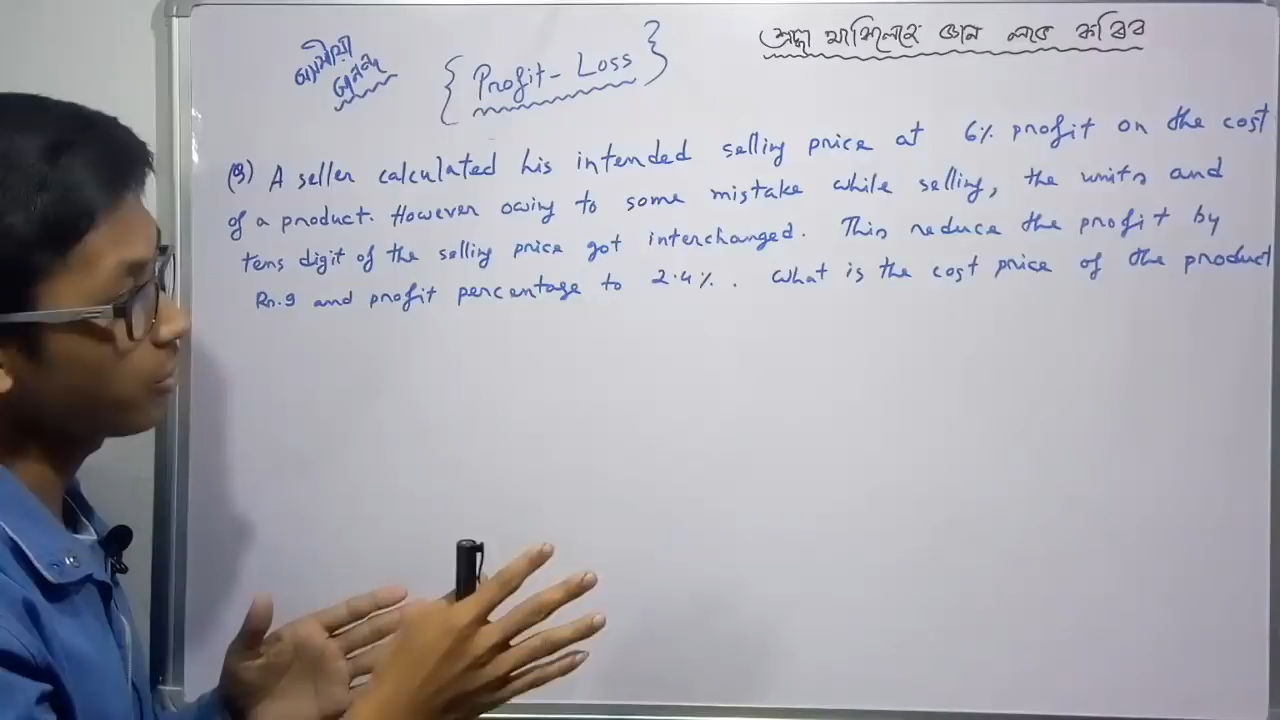 { Profit - Loss }
(Q) A seller calculated his intended selling price at 6% profit on the cost
of a product. However owing to some mistake while selling, the units and
tens digit of the selling price got interchanged. This reduce the profit by
Rs. 9 and profit percentage to 2.4%. What is the cost price of the product